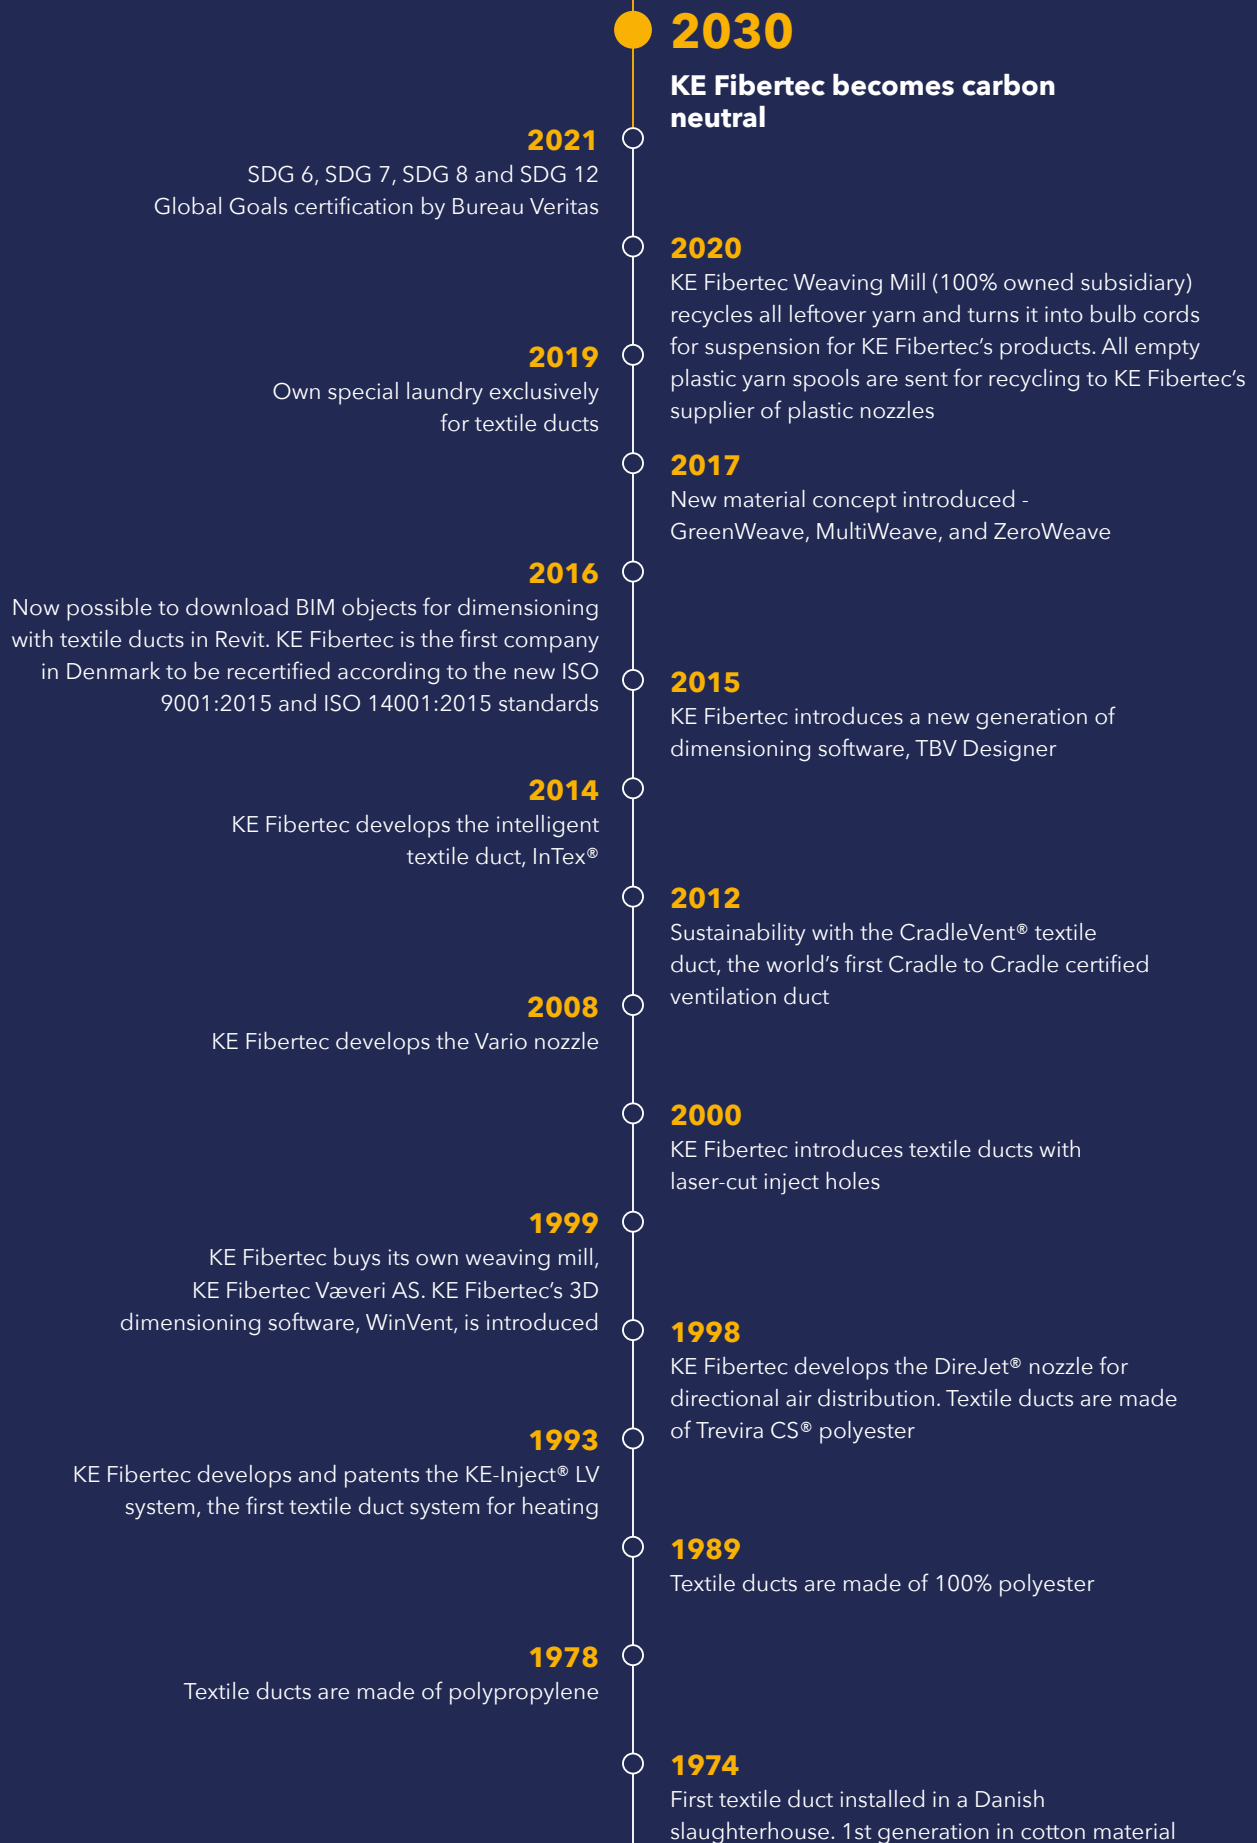 2030
KE Fibertec becomes carbon
neutral
2021
SDG 6, SDG 7, SDG 8 and SDG 12
Global Goals certification by Bureau Veritas
2020
KE Fibertec Weaving Mill (100% owned subsidiary)
recycles all leftover yarn and turns it into bulb cords
for suspension for KE Fibertec’s products. All empty
plastic yarn spools are sent for recycling to KE Fibertec’s
supplier of plastic nozzles
2019
Own special laundry exclusively
for textile ducts
2017
New material concept introduced -
GreenWeave, MultiWeave, and ZeroWeave
2016
Now possible to download BIM objects for dimensioning
with textile ducts in Revit. KE Fibertec is the first company
in Denmark to be recertified according to the new ISO
9001:2015 and ISO 14001:2015 standards
2015
KE Fibertec introduces a new generation of
dimensioning software, TBV Designer
2014
KE Fibertec develops the intelligent
textile duct, InTex®
2012
Sustainability with the CradleVent® textile
duct, the world’s first Cradle to Cradle certified
ventilation duct
2008
KE Fibertec develops the Vario nozzle
2000
KE Fibertec introduces textile ducts with
laser-cut inject holes
1999
KE Fibertec buys its own weaving mill,
KE Fibertec Væveri AS. KE Fibertec’s 3D
dimensioning software, WinVent, is introduced
1998
KE Fibertec develops the DireJet® nozzle for
directional air distribution. Textile ducts are made
of Trevira CS® polyester
1993
KE Fibertec develops and patents the KE-Inject® LV
system, the first textile duct system for heating
1989
Textile ducts are made of 100% polyester
1978
Textile ducts are made of polypropylene
1974
First textile duct installed in a Danish
slaughterhouse. 1st generation in cotton material